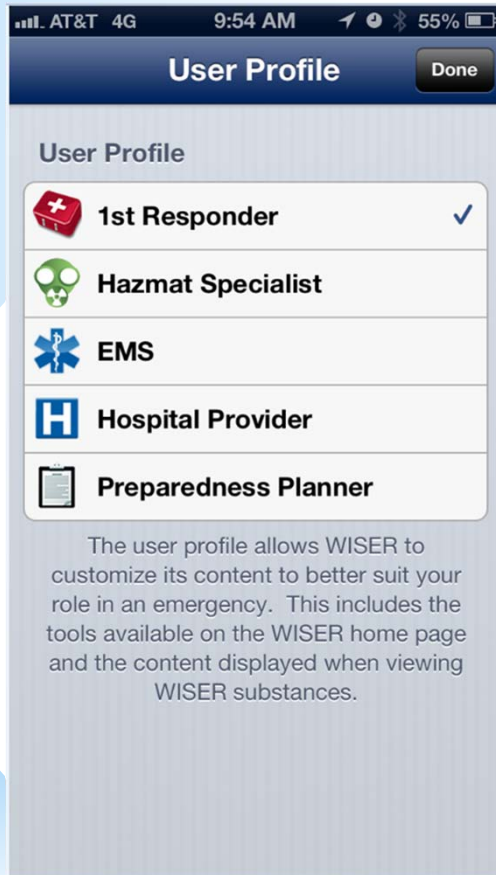 AT&T 4G 9:54 AM 55%
User Profile Done
User Profile
1st Responder
Hazmat Specialist
EMS
H Hospital Provider
Preparedness Planner
The user profile allows WISER to
customize its content to better suit your
role in an emergency. This includes the
tools available on the WISER home page
and the content displayed when viewing
WISER substances.